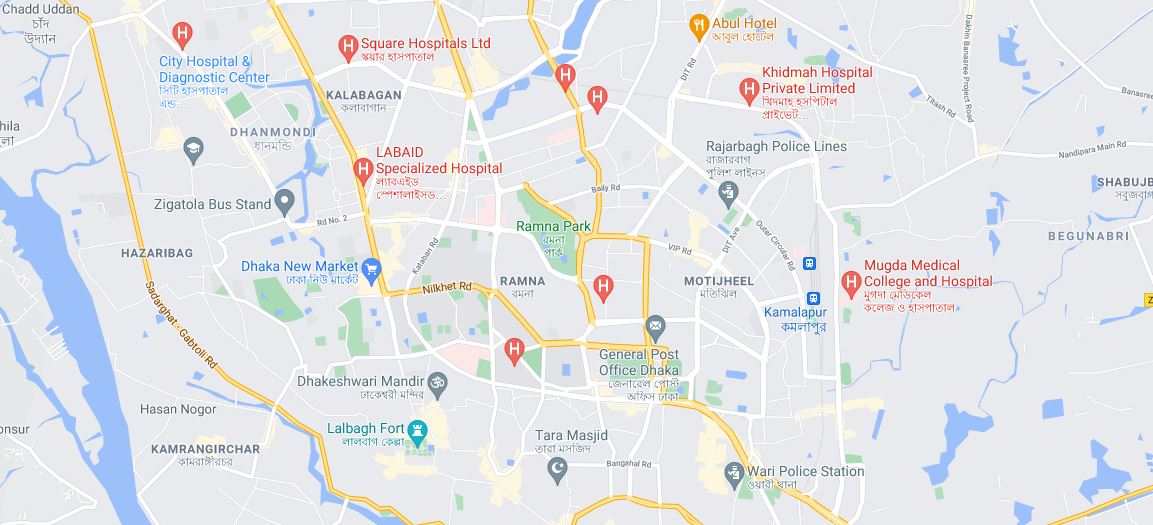 Chadd Uddan
চাঁদ
উদ্যান
City Hospital &
Diagnostic Center
সিটি হাসপাতাল
এন্ড...
Square Hospitals Ltd
স্কয়ার হাসপাতাল
Abul Hotel
আবুল হোটেল
DIT Rd
Khidmah Hospital
Private Limited
খিদমাহ হসপিটাল
প্রাইভেট...
Titash Rd
Dakhin Banasree Project Road
Banasree
KALABAGAN
কলাবাগান
DHANMONDI
ধানমন্ডি
LABAID
Specialized Hospital
ল্যাবএইড
স্পেশালাইসড...
Rajarbagh Police Lines
রাজারবাগ
পুলিশ লাইনস
Nandipara Main Rd
SHABUJB
সবুজবাগ
Zigatola Bus Stand
Rd No. 2
Baily Rd
Ramna Park
রমনা
পার্ক
Katabon Rd
VIP Rd
DIT Ave
Outer Circular Rd
BEGUNABRI
HAZARIBAG
Dhaka New Market
ঢাকা নিউ মার্কেট
Nilkhet Rd
RAMNA
রমনা
MOTIJHEEL
মতিঝিল
Mugda Medical
College and Hospital
মুগদা মেডিকেল
কলেজ ও হাসপাতাল
Kamalapur
কমলাপুর
Sadarghat - Gabtoli Rd
General Post
Office Dhaka
জেনারেল পোস্ট
অফিস ঢাকা
Dhakeshwari Mandir
ঢাকেশ্বরী মন্দির
Hasan Nogor
Lalbagh Fort
লালবাগ কেল্লা
KAMRANGIRCHAR
কামরাঙ্গীরচর
Tara Masjid
তারা মসজিদ
Bangshal Rd
Wari Police Station
ওয়ারী থানা